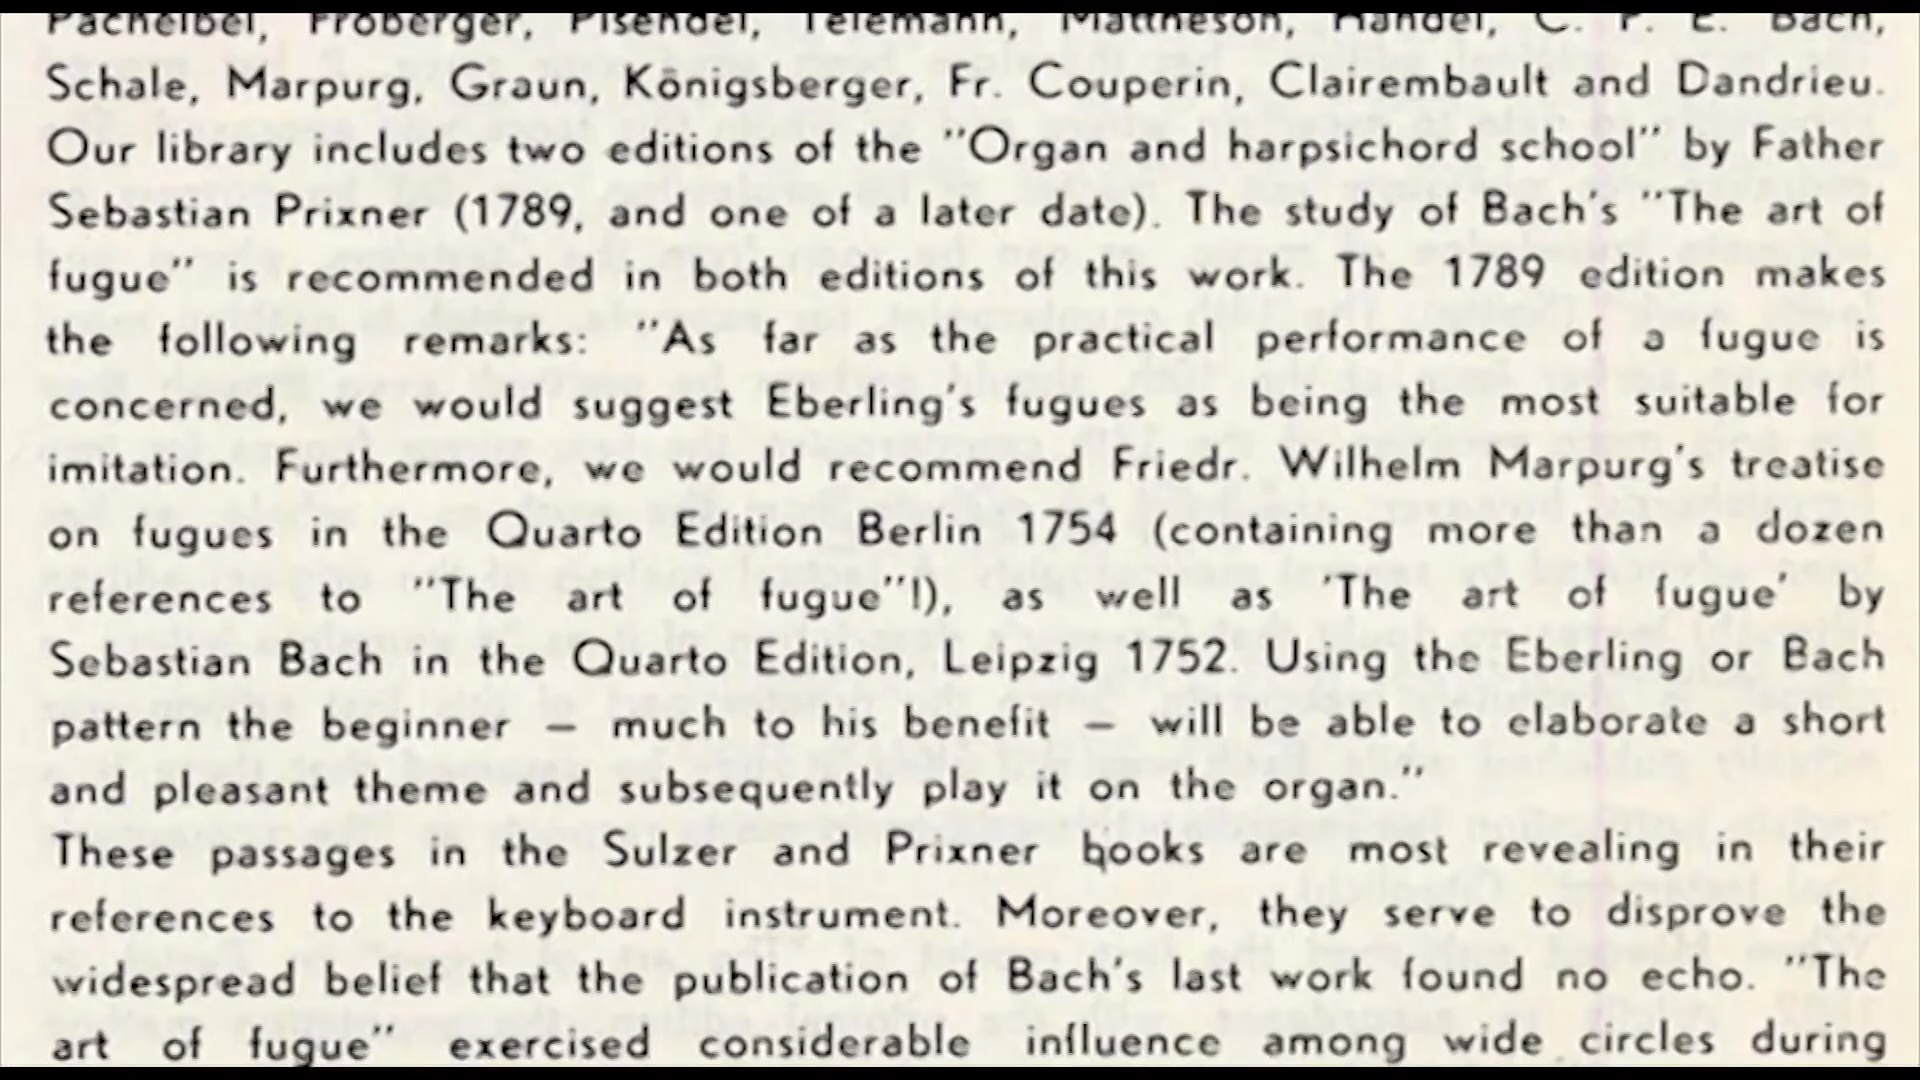 Pachelbel, Froberger, Pisendel, Telemann, Mattheson, Händel, C. P. E. Bach,
Schale, Marpurg, Graun, Königsberger, Fr. Couperin, Clairembault and Dandrieu.
Our library includes two editions of the "Organ and harpsichord school" by Father
Sebastian Prixner (1789, and one of a later date). The study of Bach's "The art of
fugue" is recommended in both editions of this work. The 1789 edition makes
the following remarks: "As far as the practical performance of a fugue is
concerned, we would suggest Eberling's fugues as being the most suitable for
imitation. Furthermore, we would recommend Friedr. Wilhelm Marpurg's treatise
on fugues in the Quarto Edition Berlin 1754 (containing more than a dozen
references to "The art of fugue"!), as well as 'The art of fugue' by
Sebastian Bach in the Quarto Edition, Leipzig 1752. Using the Eberling or Bach
pattern the beginner — much to his benefit — will be able to elaborate a short
and pleasant theme and subsequently play it on the organ."
These passages in the Sulzer and Prixner books are most revealing in their
references to the keyboard instrument. Moreover, they serve to disprove the
widespread belief that the publication of Bach's last work found no echo. "The
art of fugue" exercised considerable influence among wide circles during